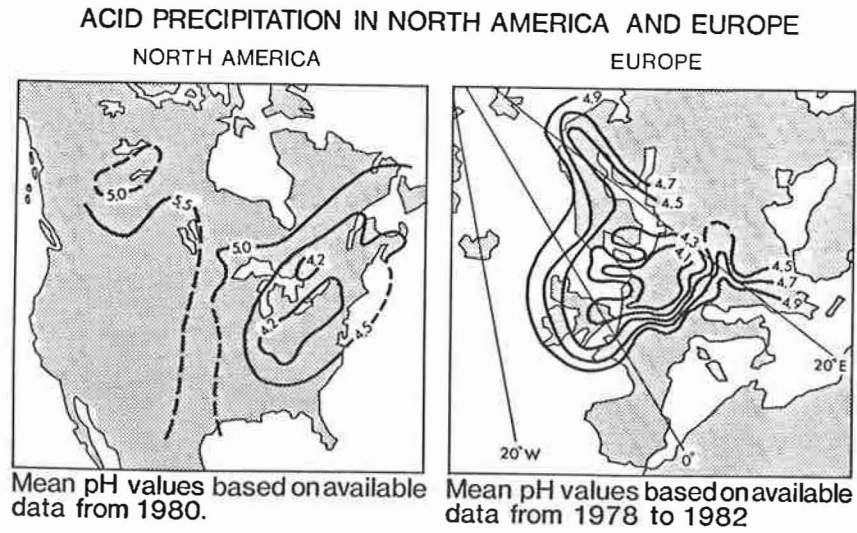 ACID PRECIPITATION IN NORTH AMERICA AND EUROPE
NORTH AMERICA
EUROPE
5.0
5.5
5.0
4.2
4.2
4.5
4.9
4.7
4.5
4.3
4.1
4.5
4.7
4.9
20°E
20°W
0°
Mean pH values based on available
data from 1980.
Mean pH values based on available
data from 1978 to 1982